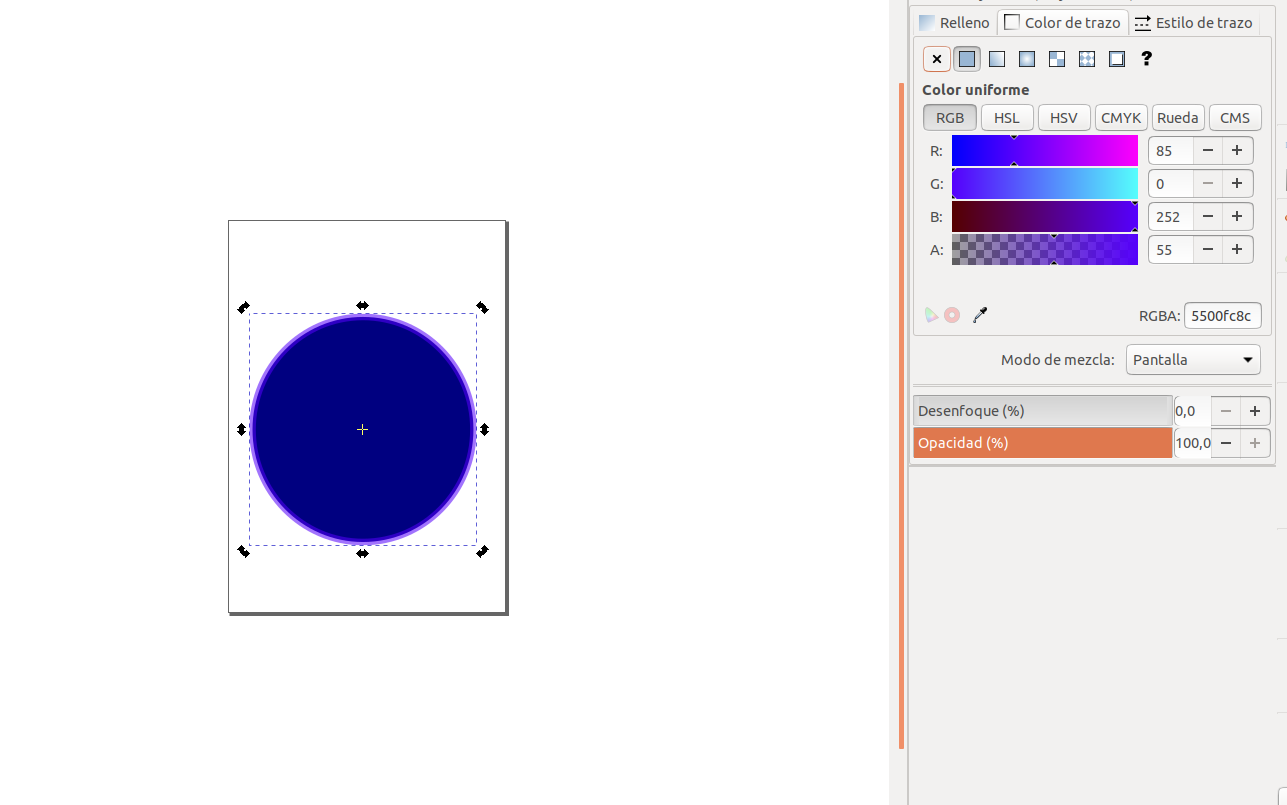 Relleno Color de trazo Estilo de trazo
?
Color uniforme
RGB HSL HSV CMYK Rueda CMS
R: 85
G: 0
B: 252
A: 55
RGBA: 5500fc8c
Modo de mezcla: Pantalla
Desenfoque (%) 0,0
Opacidad (%) 100,0